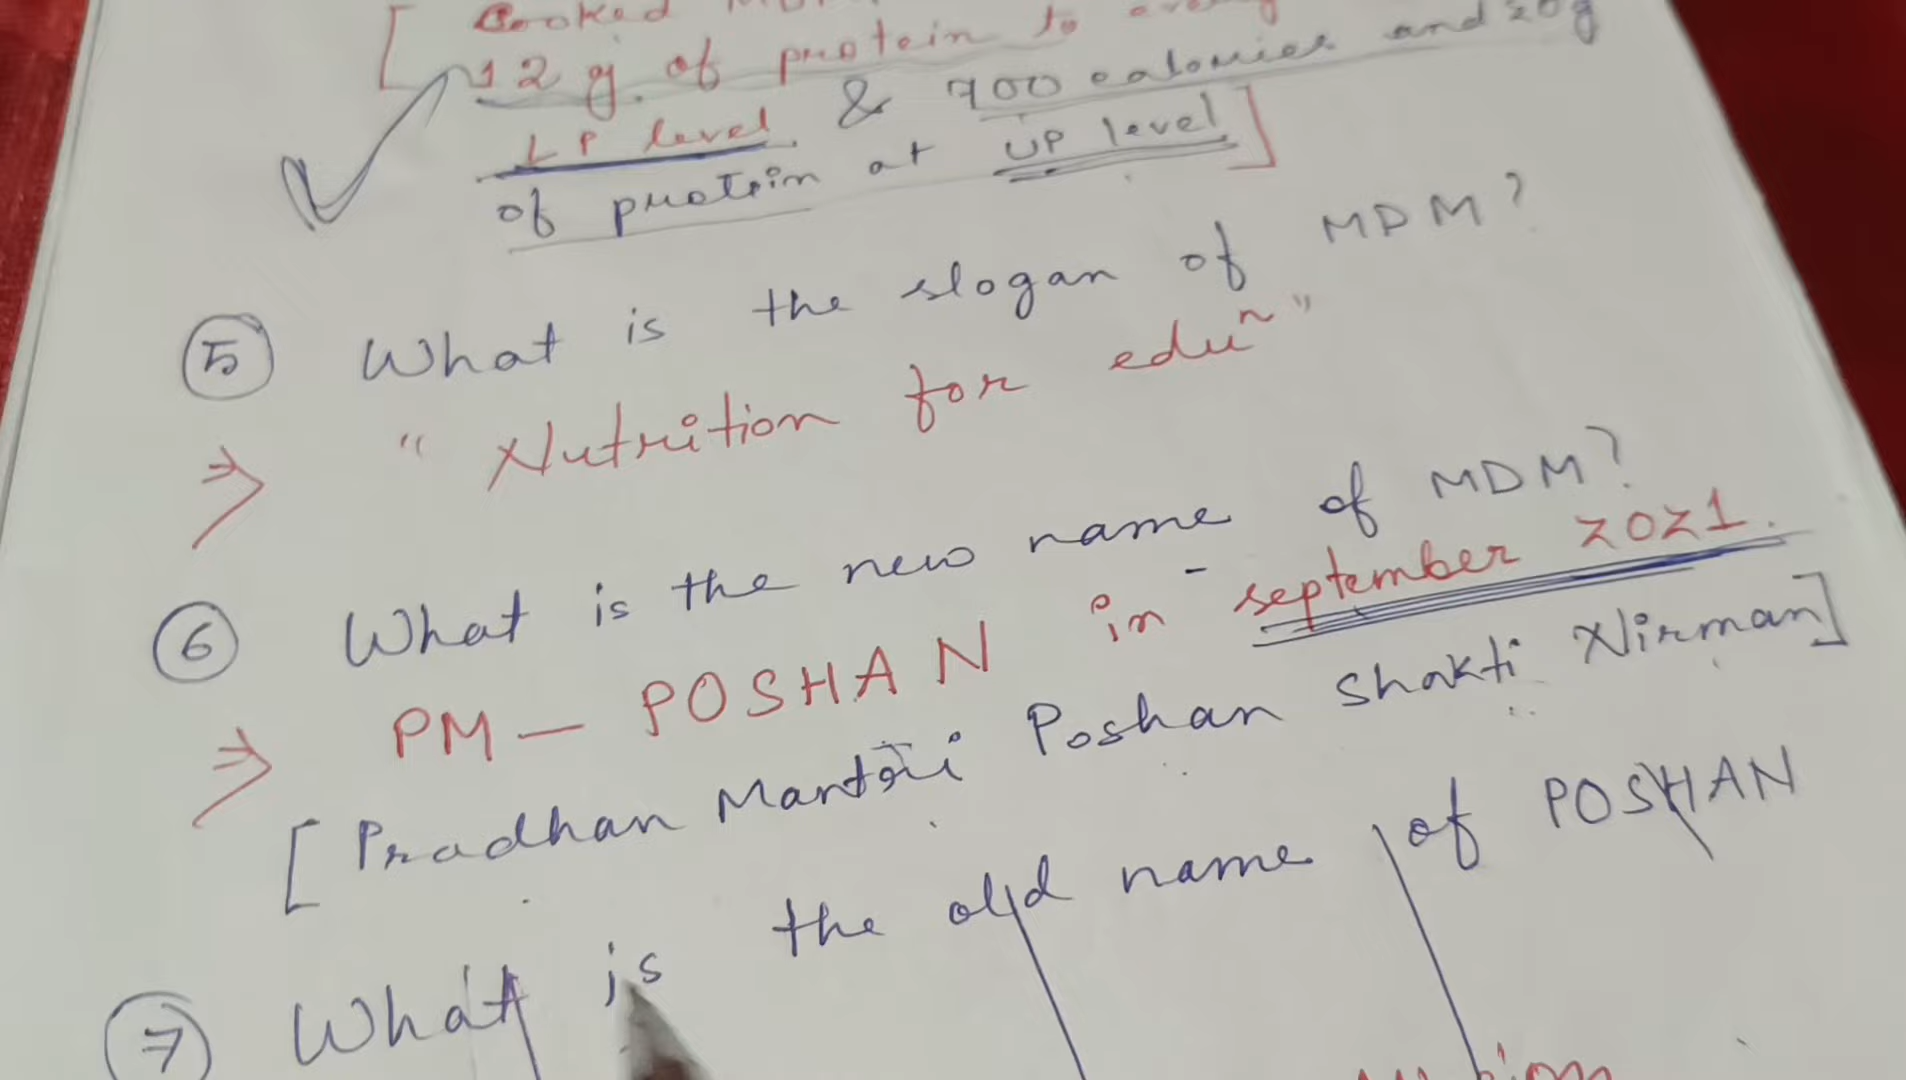 [ Cooked
12 g. of protein to every
LP level & 700 calories and 20g
of protein at UP level]
5 What is the slogan of MDM?
⇒ "Nutrition for eduⁿ"
6 What is the new name of MDM?
⇒ PM - POSHAN in september 2021.
[Pradhan Mantri Poshan Shakti Nirman]
7 What is the old name of POSHAN